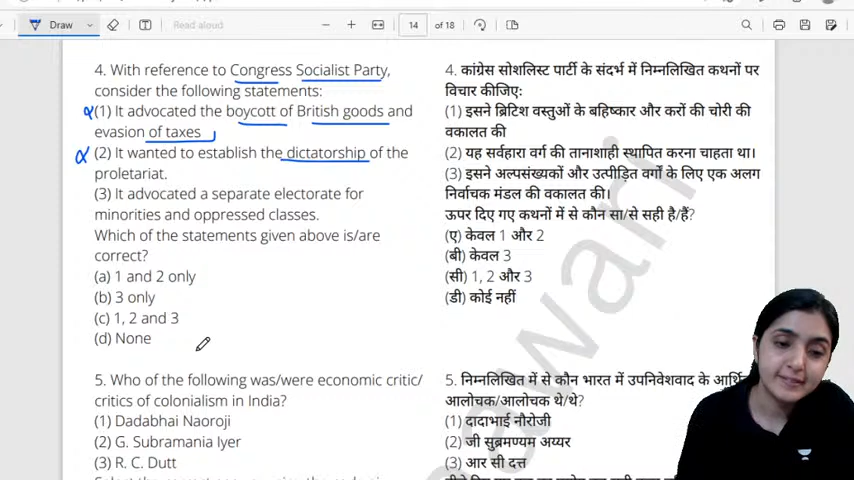 Draw
Read aloud
14
of 18
4. With reference to Congress Socialist Party,
consider the following statements:
(1) It advocated the boycott of British goods and
evasion of taxes
(2) It wanted to establish the dictatorship of the
proletariat.
(3) It advocated a separate electorate for
minorities and oppressed classes.
Which of the statements given above is/are
correct?
(a) 1 and 2 only
(b) 3 only
(c) 1, 2 and 3
(d) None
5. Who of the following was/were economic critic/
critics of colonialism in India?
(1) Dadabhai Naoroji
(2) G. Subramania Iyer
(3) R. C. Dutt
4. कांग्रेस सोशलिस्ट पार्टी के संदर्भ में निम्नलिखित कथनों पर
विचार कीजिए:
(1) इसने ब्रिटिश वस्तुओं के बहिष्कार और करों की चोरी की
वकालत की
(2) यह सर्वहारा वर्ग की तानाशाही स्थापित करना चाहता था।
(3) इसने अल्पसंख्यकों और उत्पीड़ित वर्गों के लिए एक अलग
निर्वाचक मंडल की वकालत की।
ऊपर दिए गए कथनों में से कौन सा/से सही है/हैं?
(ए) केवल 1 और 2
(बी) केवल 3
(सी) 1, 2 और 3
(डी) कोई नहीं
5. निम्नलिखित में से कौन भारत में उपनिवेशवाद के
आलोचक/आलोचक थे/थे?
(1) दादाभाई नौरोजी
(2) जी सुब्रमण्यम अय्यर
(3) आर सी दत्त